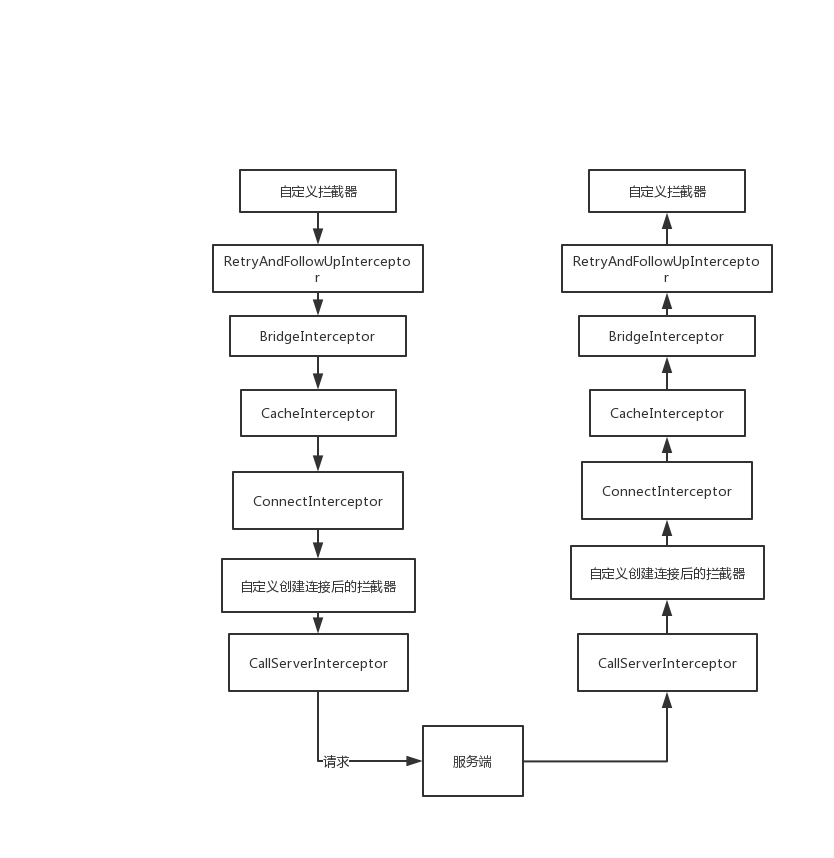 自定义拦截器
RetryAndFollowUpIntercepto
r
BridgeInterceptor
CacheInterceptor
ConnectInterceptor
自定义创建连接后的拦截器
CallServerInterceptor
请求
服务端
自定义拦截器
RetryAndFollowUpIntercepto
r
BridgeInterceptor
CacheInterceptor
ConnectInterceptor
自定义创建连接后的拦截器
CallServerInterceptor